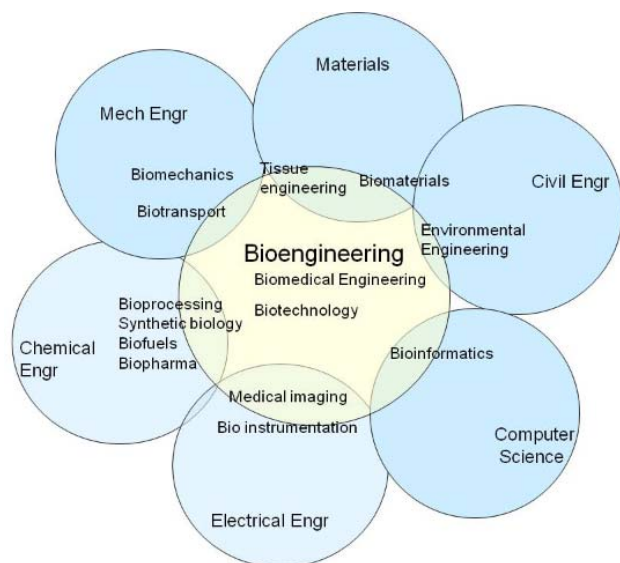 Materials
Mech Engr
Tissue
engineering
Biomechanics
Biomaterials
Civil Engr
Biotransport
Environmental
Engineering
Bioengineering
Biomedical Engineering
Biotechnology
Bioprocessing
Synthetic biology
Biofuels
Biopharma
Chemical
Engr
Bioinformatics
Medical imaging
Bio instrumentation
Computer
Science
Electrical Engr